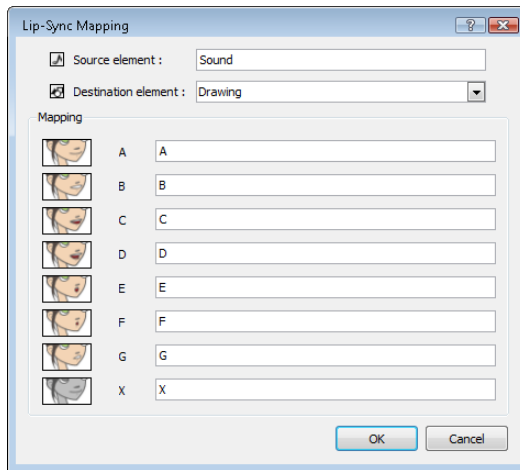 Lip-Sync Mapping
Source element : Sound
Destination element : Drawing
Mapping
A A
B B
C C
D D
E E
F F
G G
X X
OK Cancel